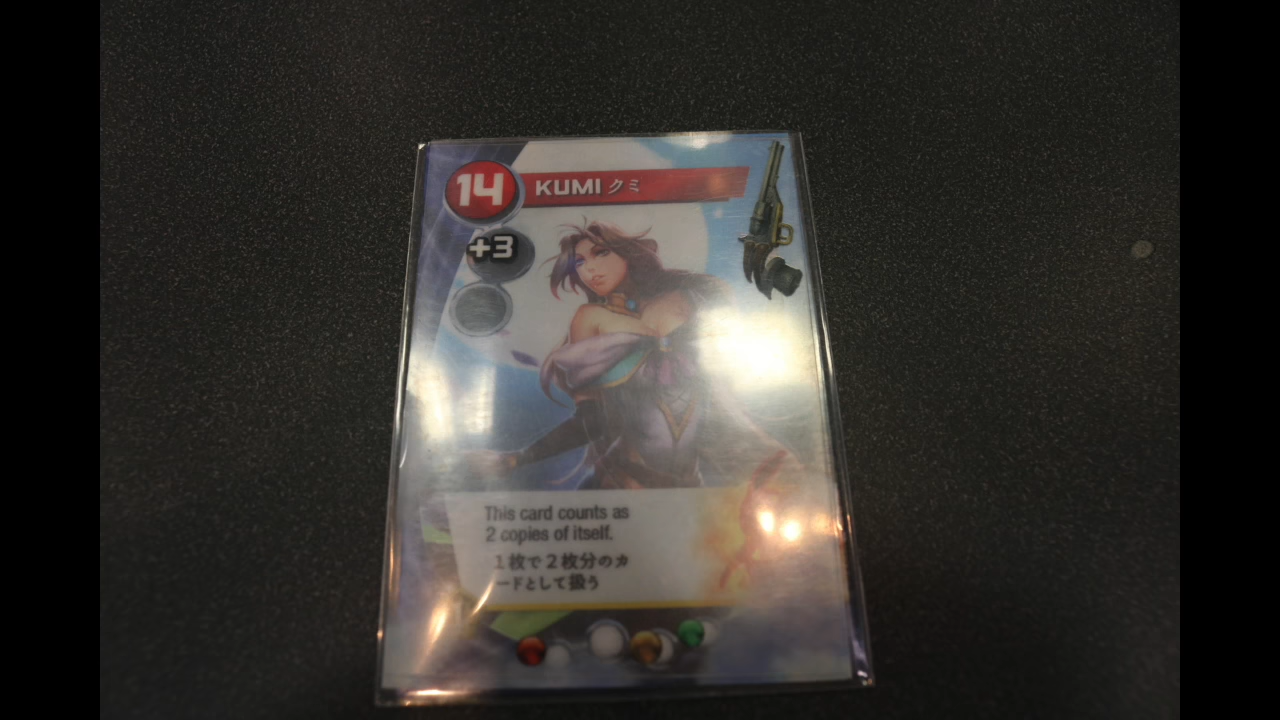 14 KUMI クミ
+3
This card counts as
2 copies of itself.
1枚で2枚分のカ
ードとして扱う